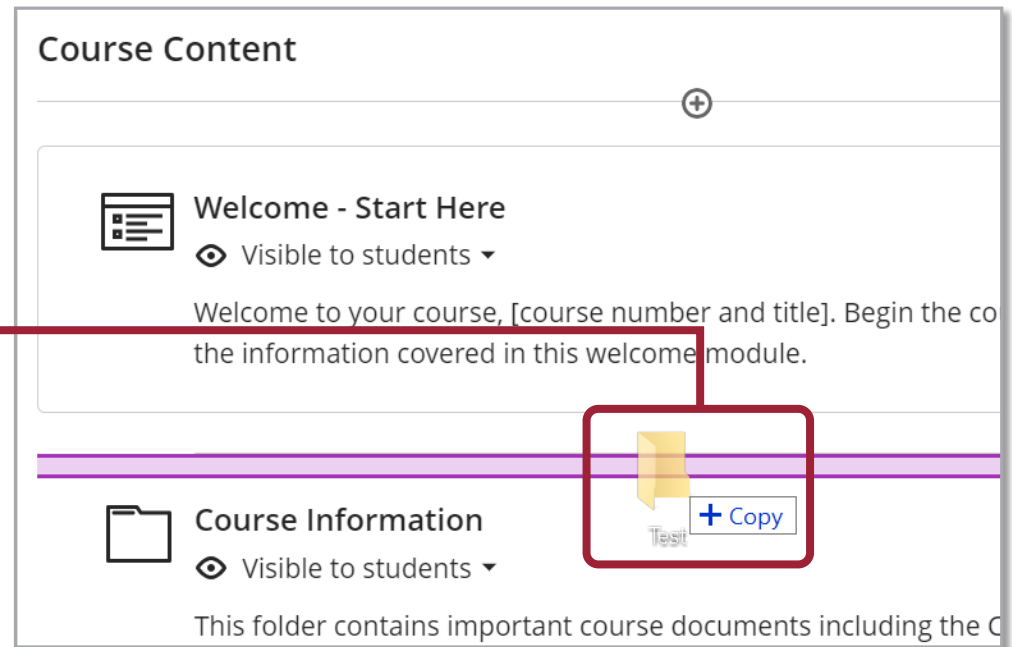 Course Content
Welcome - Start Here
Visible to students
Welcome to your course, [course number and title]. Begin the co
the information covered in this welcome module.
Test
+ Copy
Course Information
Visible to students
This folder contains important course documents including the C